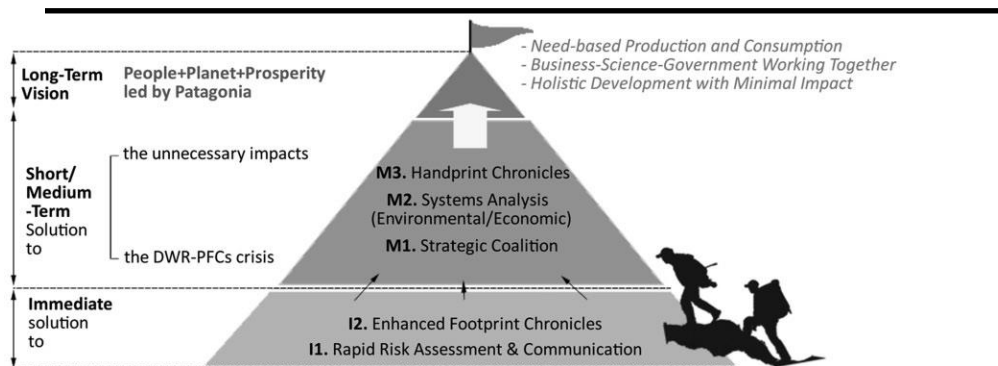 - Need-based Production and Consumption
- Business-Science-Government Working Together
- Holistic Development with Minimal Impact
Long-Term
Vision
People+Planet+Prosperity
led by Patagonia
Short/
Medium
-Term
Solution
to
the unnecessary impacts
the DWR-PFCs crisis
M3. Handprint Chronicles
M2. Systems Analysis
(Environmental/Economic)
M1. Strategic Coalition
Immediate
solution
to
I2. Enhanced Footprint Chronicles
I1. Rapid Risk Assessment & Communication